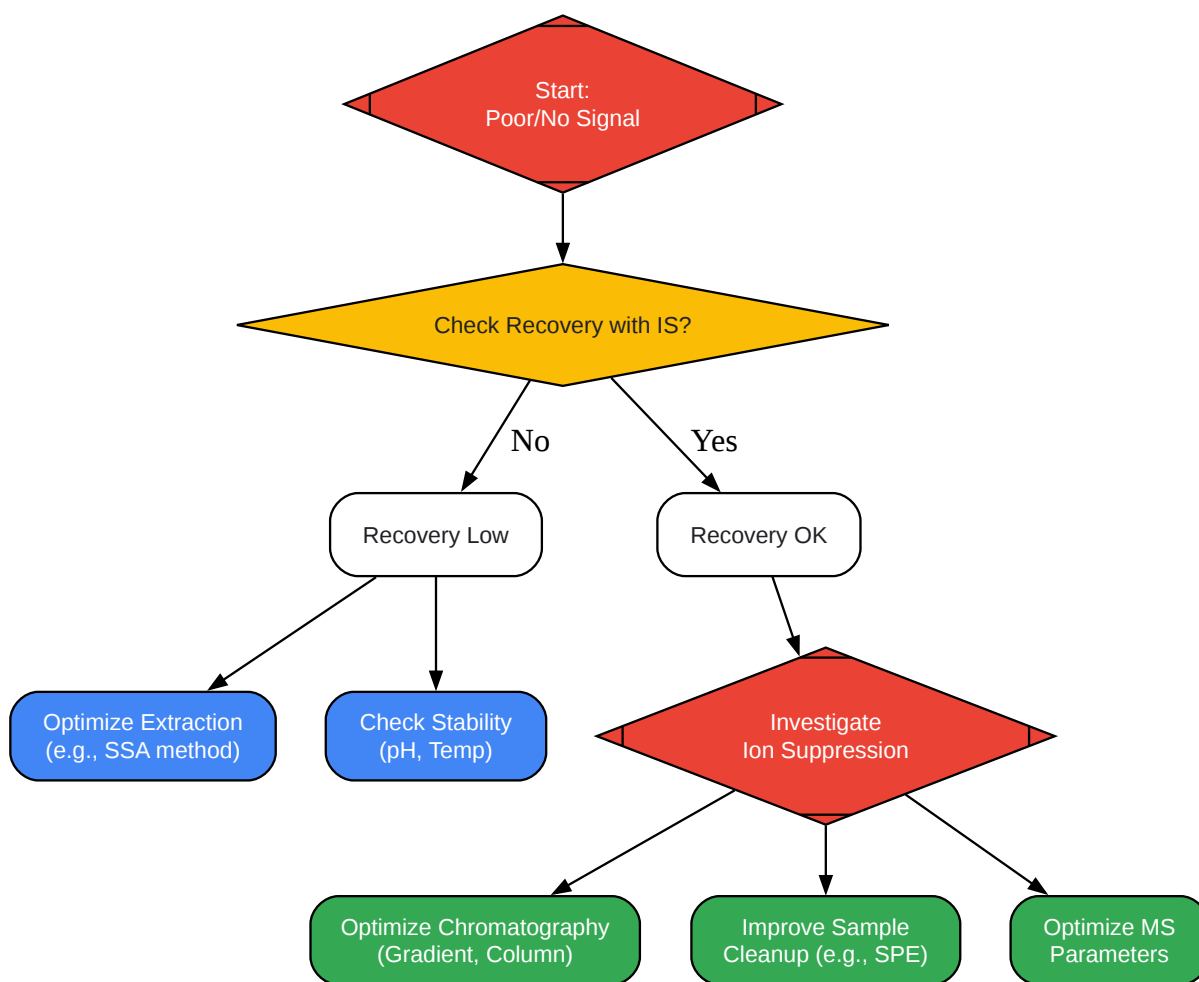 Start:
Poor/No Signal
Check Recovery with IS?
No
Yes
Recovery Low
Recovery OK
Optimize Extraction
(e.g., SSA method)
Check Stability
(pH, Temp)
Investigate
Ion Suppression
Optimize Chromatography
(Gradient, Column)
Improve Sample
Cleanup (e.g., SPE)
Optimize MS
Parameters